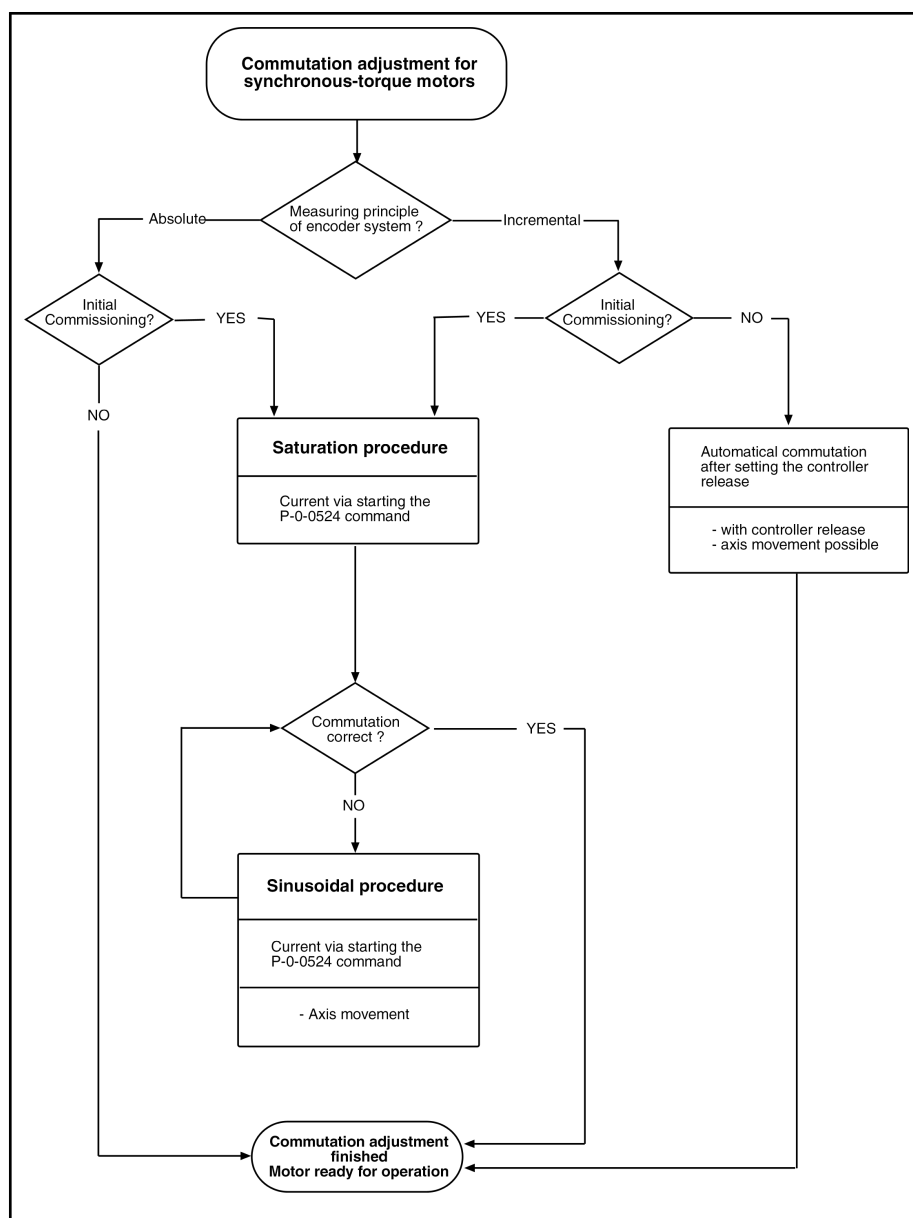 Commutation adjustment for
synchronous-torque motors
Measuring principle
of encoder system ?
Absolute
Incremental
Initial
Commissioning?
YES
YES
Initial
Commissioning?
NO
NO
Saturation procedure
Current via starting the
P-0-0524 command
Automatical commutation
after setting the controller
release
- with controller release
- axis movement possible
Commutation
correct ?
YES
NO
Sinusoidal procedure
Current via starting the
P-0-0524 command
- Axis movement
Commutation adjustment
finished
Motor ready for operation